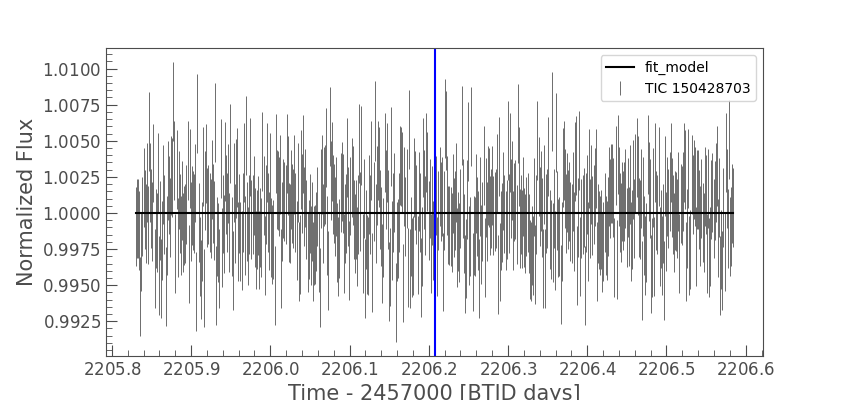 1.0100
1.0075
1.0050
1.0025
1.0000
0.9975
0.9950
0.9925
Normalized Flux
fit_model
TIC 150428703
2205.8 2205.9 2206.0 2206.1 2206.2 2206.3 2206.4 2206.5 2206.6
Time - 2457000 [BTJD days]